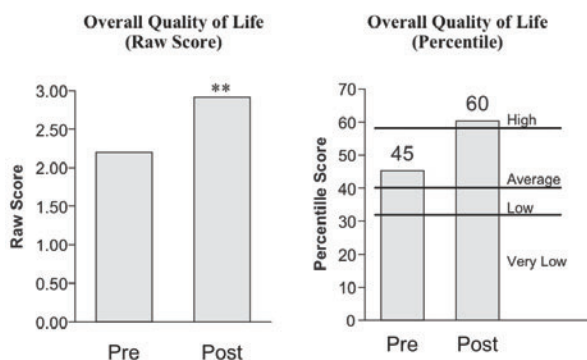 Overall Quality of Life
(Raw Score)
**
3.00
2.50
2.00
1.50
1.00
0.50
0.00
Raw Score
Pre
Post
Overall Quality of Life
(Percentile)
70
60
50
40
30
20
10
0
Percentille Score
45
60
High
Average
Low
Very Low
Pre
Post